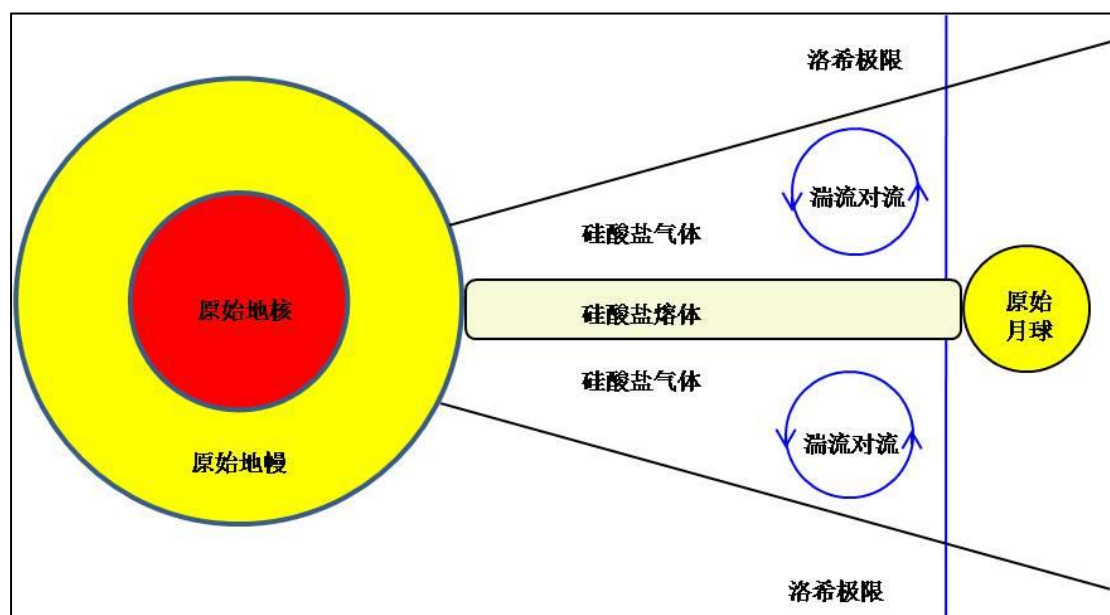 洛希极限
湍流对流
硅酸盐气体
原始地核
硅酸盐熔体
原始
月球
硅酸盐气体
湍流对流
原始地幔
洛希极限